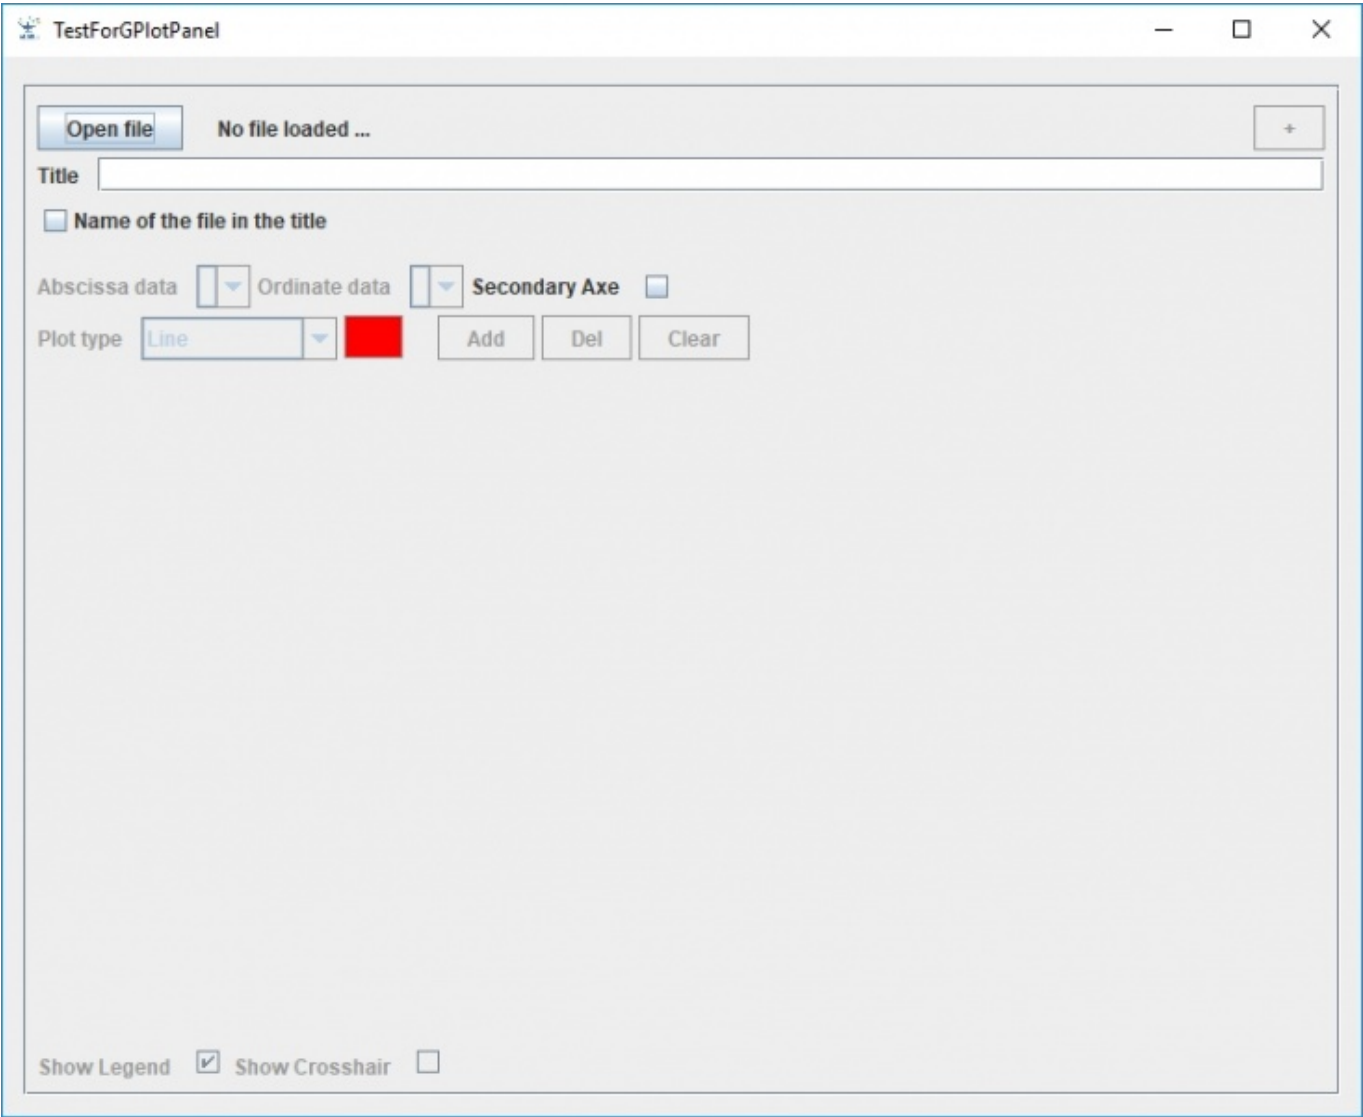 TestForGPlotPanel
Open file No file loaded ... +
Title
Name of the file in the title
Abscissa data Ordinate data Secondary Axe
Plot type Line Add Del Clear
Show Legend Show Crosshair